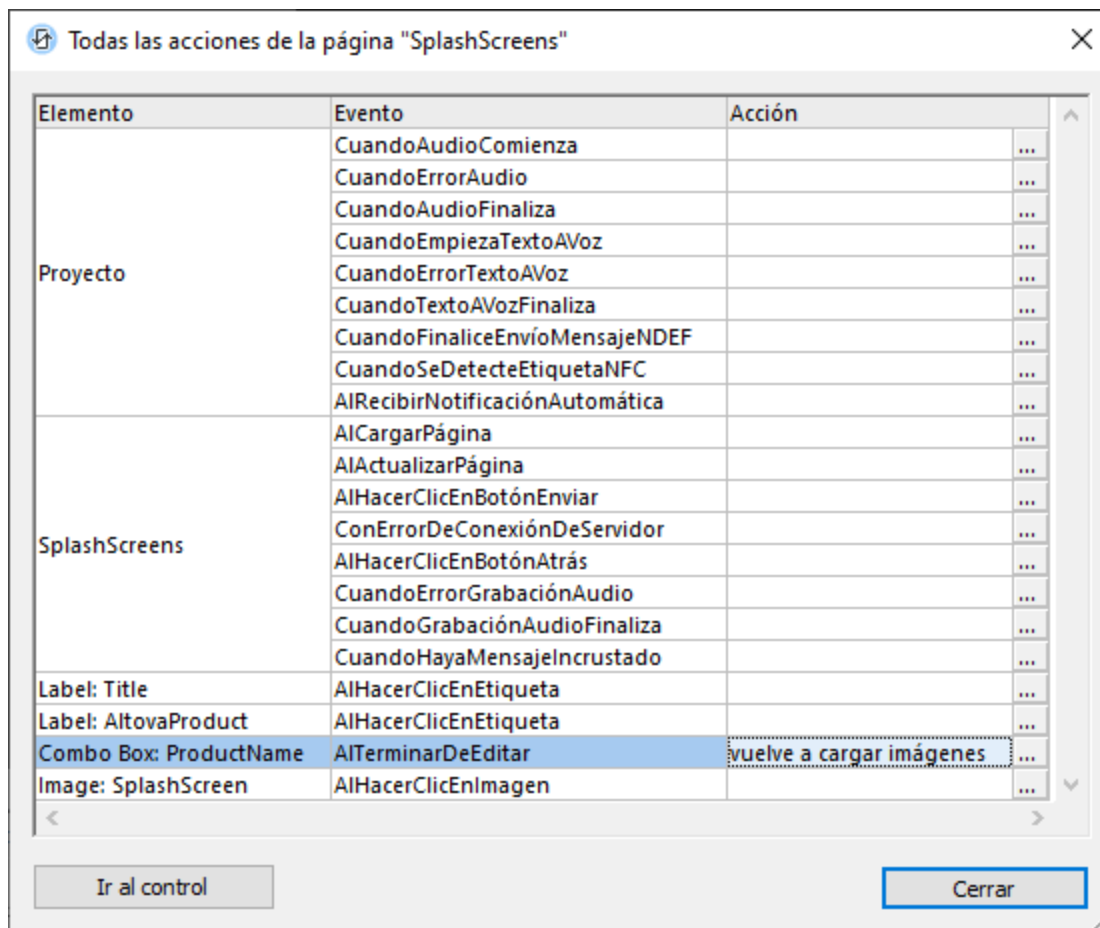 Todas las acciones de la página "SplashScreens"
Elemento Evento Acción
CuandoAudioComienza ...
CuandoErrorAudio ...
CuandoAudioFinaliza ...
CuandoEmpiezaTextoAVoz ...
Proyecto CuandoErrorTextoAVoz ...
CuandoTextoAVozFinaliza ...
CuandoFinaliceEnvíoMensajeNDEF ...
CuandoSeDetecteEtiquetaNFC ...
AlRecibirNotificaciónAutomática ...
AlCargarPágina ...
AlActualizarPágina ...
AlHacerClicEnBotónEnviar ...
SplashScreens ConErrorDeConexiónDeServidor ...
AlHacerClicEnBotónAtrás ...
CuandoErrorGrabaciónAudio ...
CuandoGrabaciónAudioFinaliza ...
CuandoHayaMensajeIncrustado ...
Label: Title AlHacerClicEnEtiqueta ...
Label: AltovaProduct AlHacerClicEnEtiqueta ...
Combo Box: ProductName AlTerminarDeEditar vuelve a cargar imágenes ...
Image: SplashScreen AlHacerClicEnImagen ...
Ir al control Cerrar